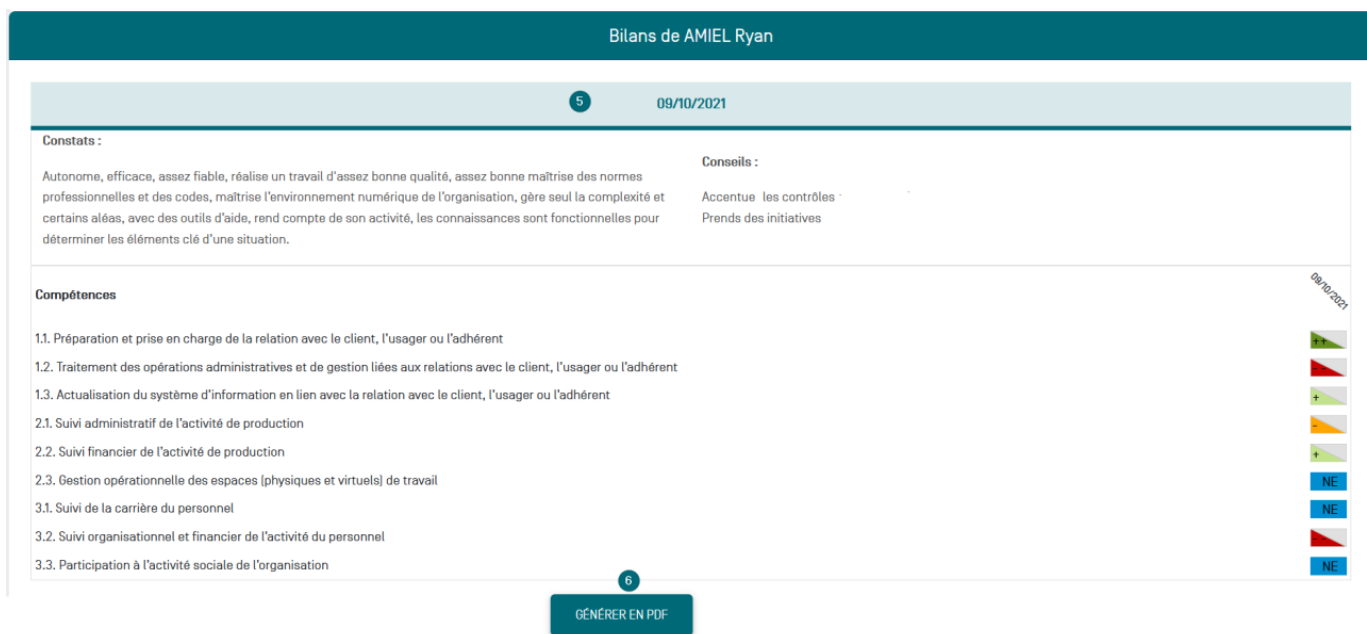 Bilans de AMIEL Ryan
5 09/10/2021
Constats :
Autonome, efficace, assez fiable, réalise un travail d'assez bonne qualité, assez bonne maîtrise des normes
professionnelles et des codes, maîtrise l'environnement numérique de l'organisation, gère seul la complexité et
certains aléas, avec des outils d'aide, rend compte de son activité, les connaissances sont fonctionnelles pour
déterminer les éléments clé d'une situation.
Conseils :
Accentue les contrôles
Prends des initiatives
Compétences 09/10/2021
1.1. Préparation et prise en charge de la relation avec le client, l'usager ou l'adhérent ++
1.2. Traitement des opérations administratives et de gestion liées aux relations avec le client, l'usager ou l'adhérent --
1.3. Actualisation du système d'information en lien avec la relation avec le client, l'usager ou l'adhérent +
2.1. Suivi administratif de l'activité de production -
2.2. Suivi financier de l'activité de production +
2.3. Gestion opérationnelle des espaces (physiques et virtuels) de travail NE
3.1. Suivi de la carrière du personnel NE
3.2. Suivi organisationnel et financier de l'activité du personnel --
3.3. Participation à l'activité sociale de l'organisation NE
6
GÉNÉRER EN PDF